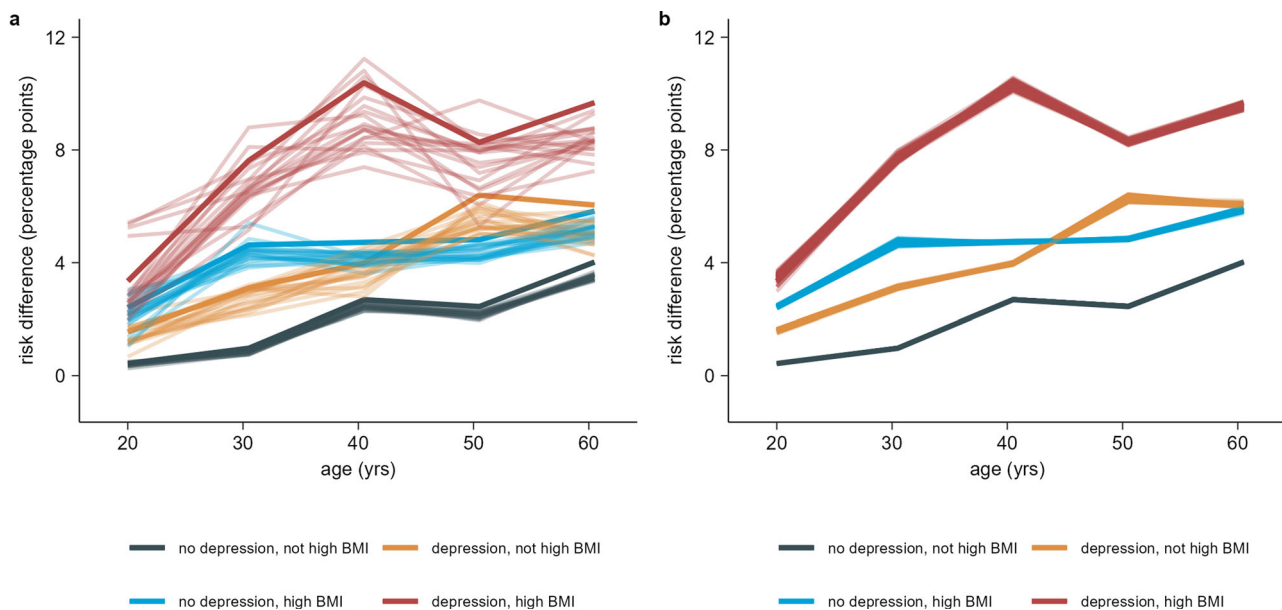 a
risk difference (percentage points)
12
8
4
0
20 30 40 50 60
age (yrs)
no depression, not high BMI depression, not high BMI
no depression, high BMI depression, high BMI
b
risk difference (percentage points)
12
8
4
0
20 30 40 50 60
age (yrs)
no depression, not high BMI depression, not high BMI
no depression, high BMI depression, high BMI